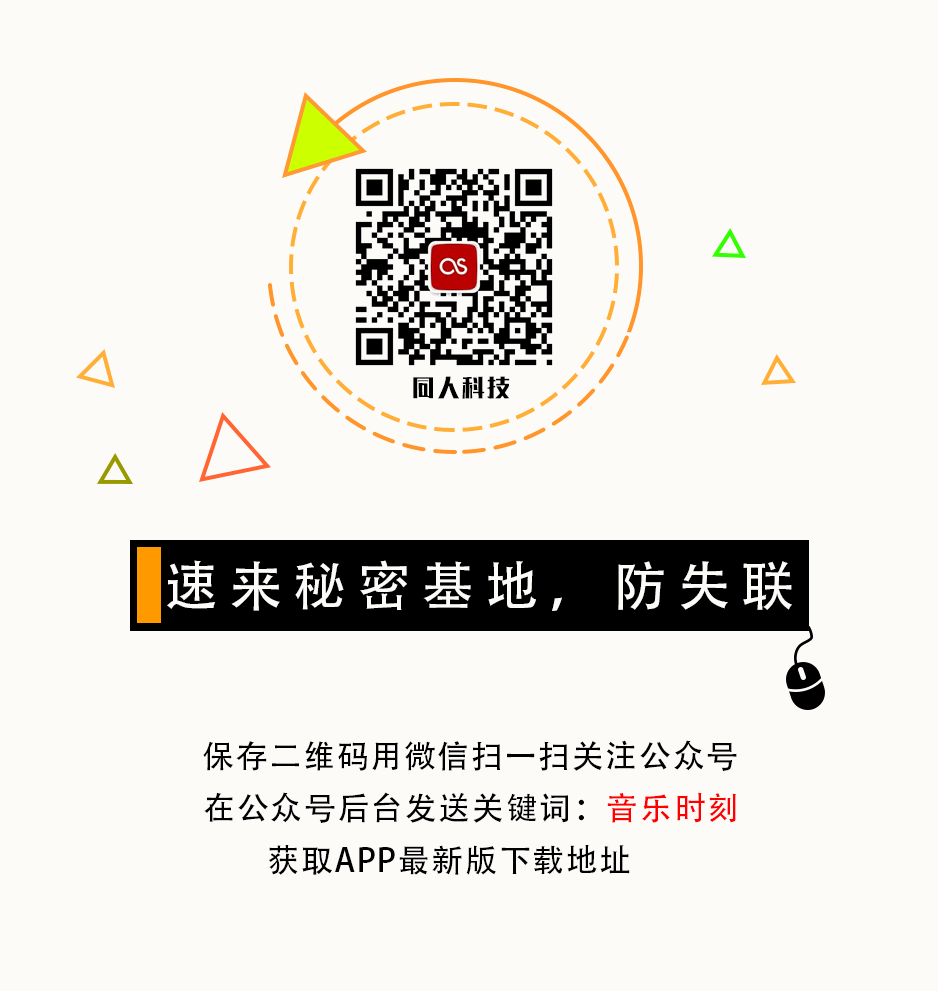 同人科技
速来秘密基地，防失联
保存二维码用微信扫一扫关注公众号
在公众号后台发送关键词：音乐时刻
获取APP最新版下载地址